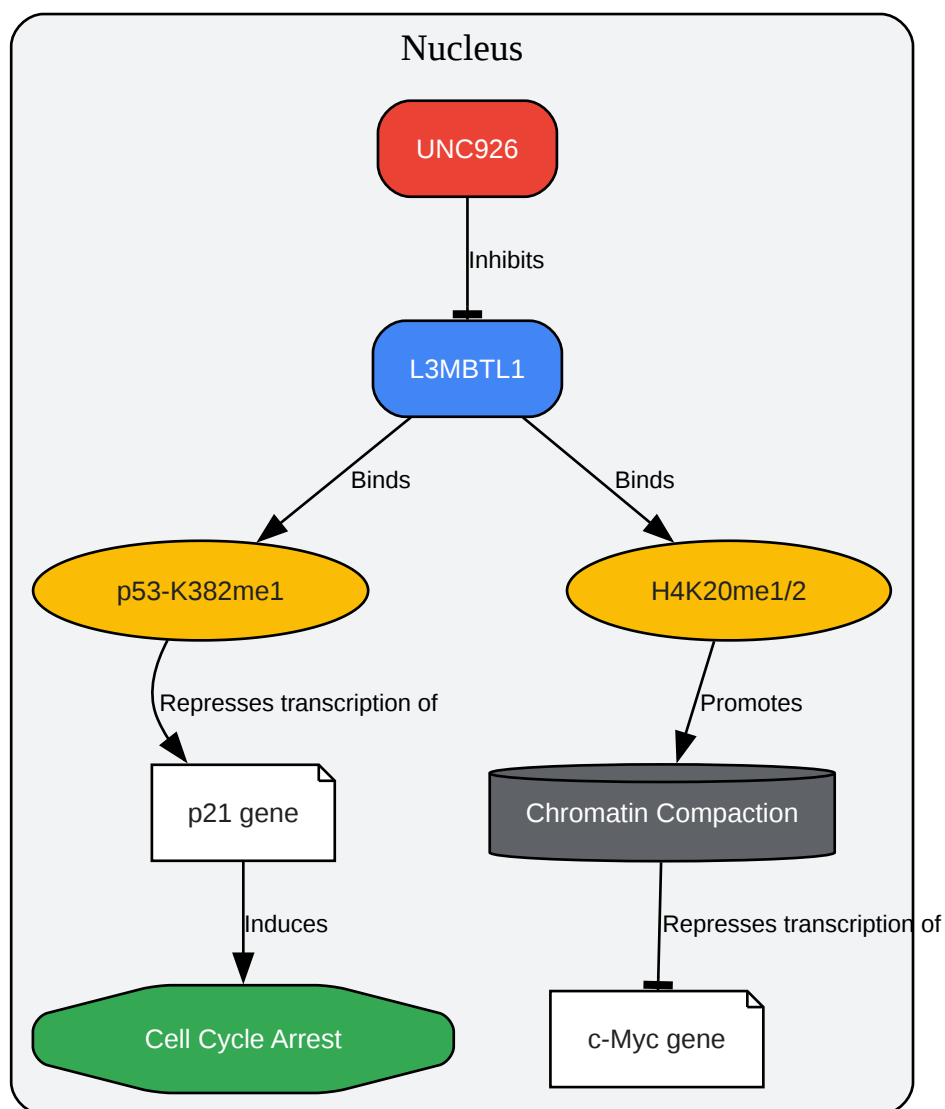 Nucleus
UNC926
Inhibits
L3MBTL1
Binds
Binds
p53-K382me1
H4K20me1/2
Represses transcription of
Promotes
p21 gene
Chromatin Compaction
Induces
Represses transcription of
Cell Cycle Arrest
c-Myc gene